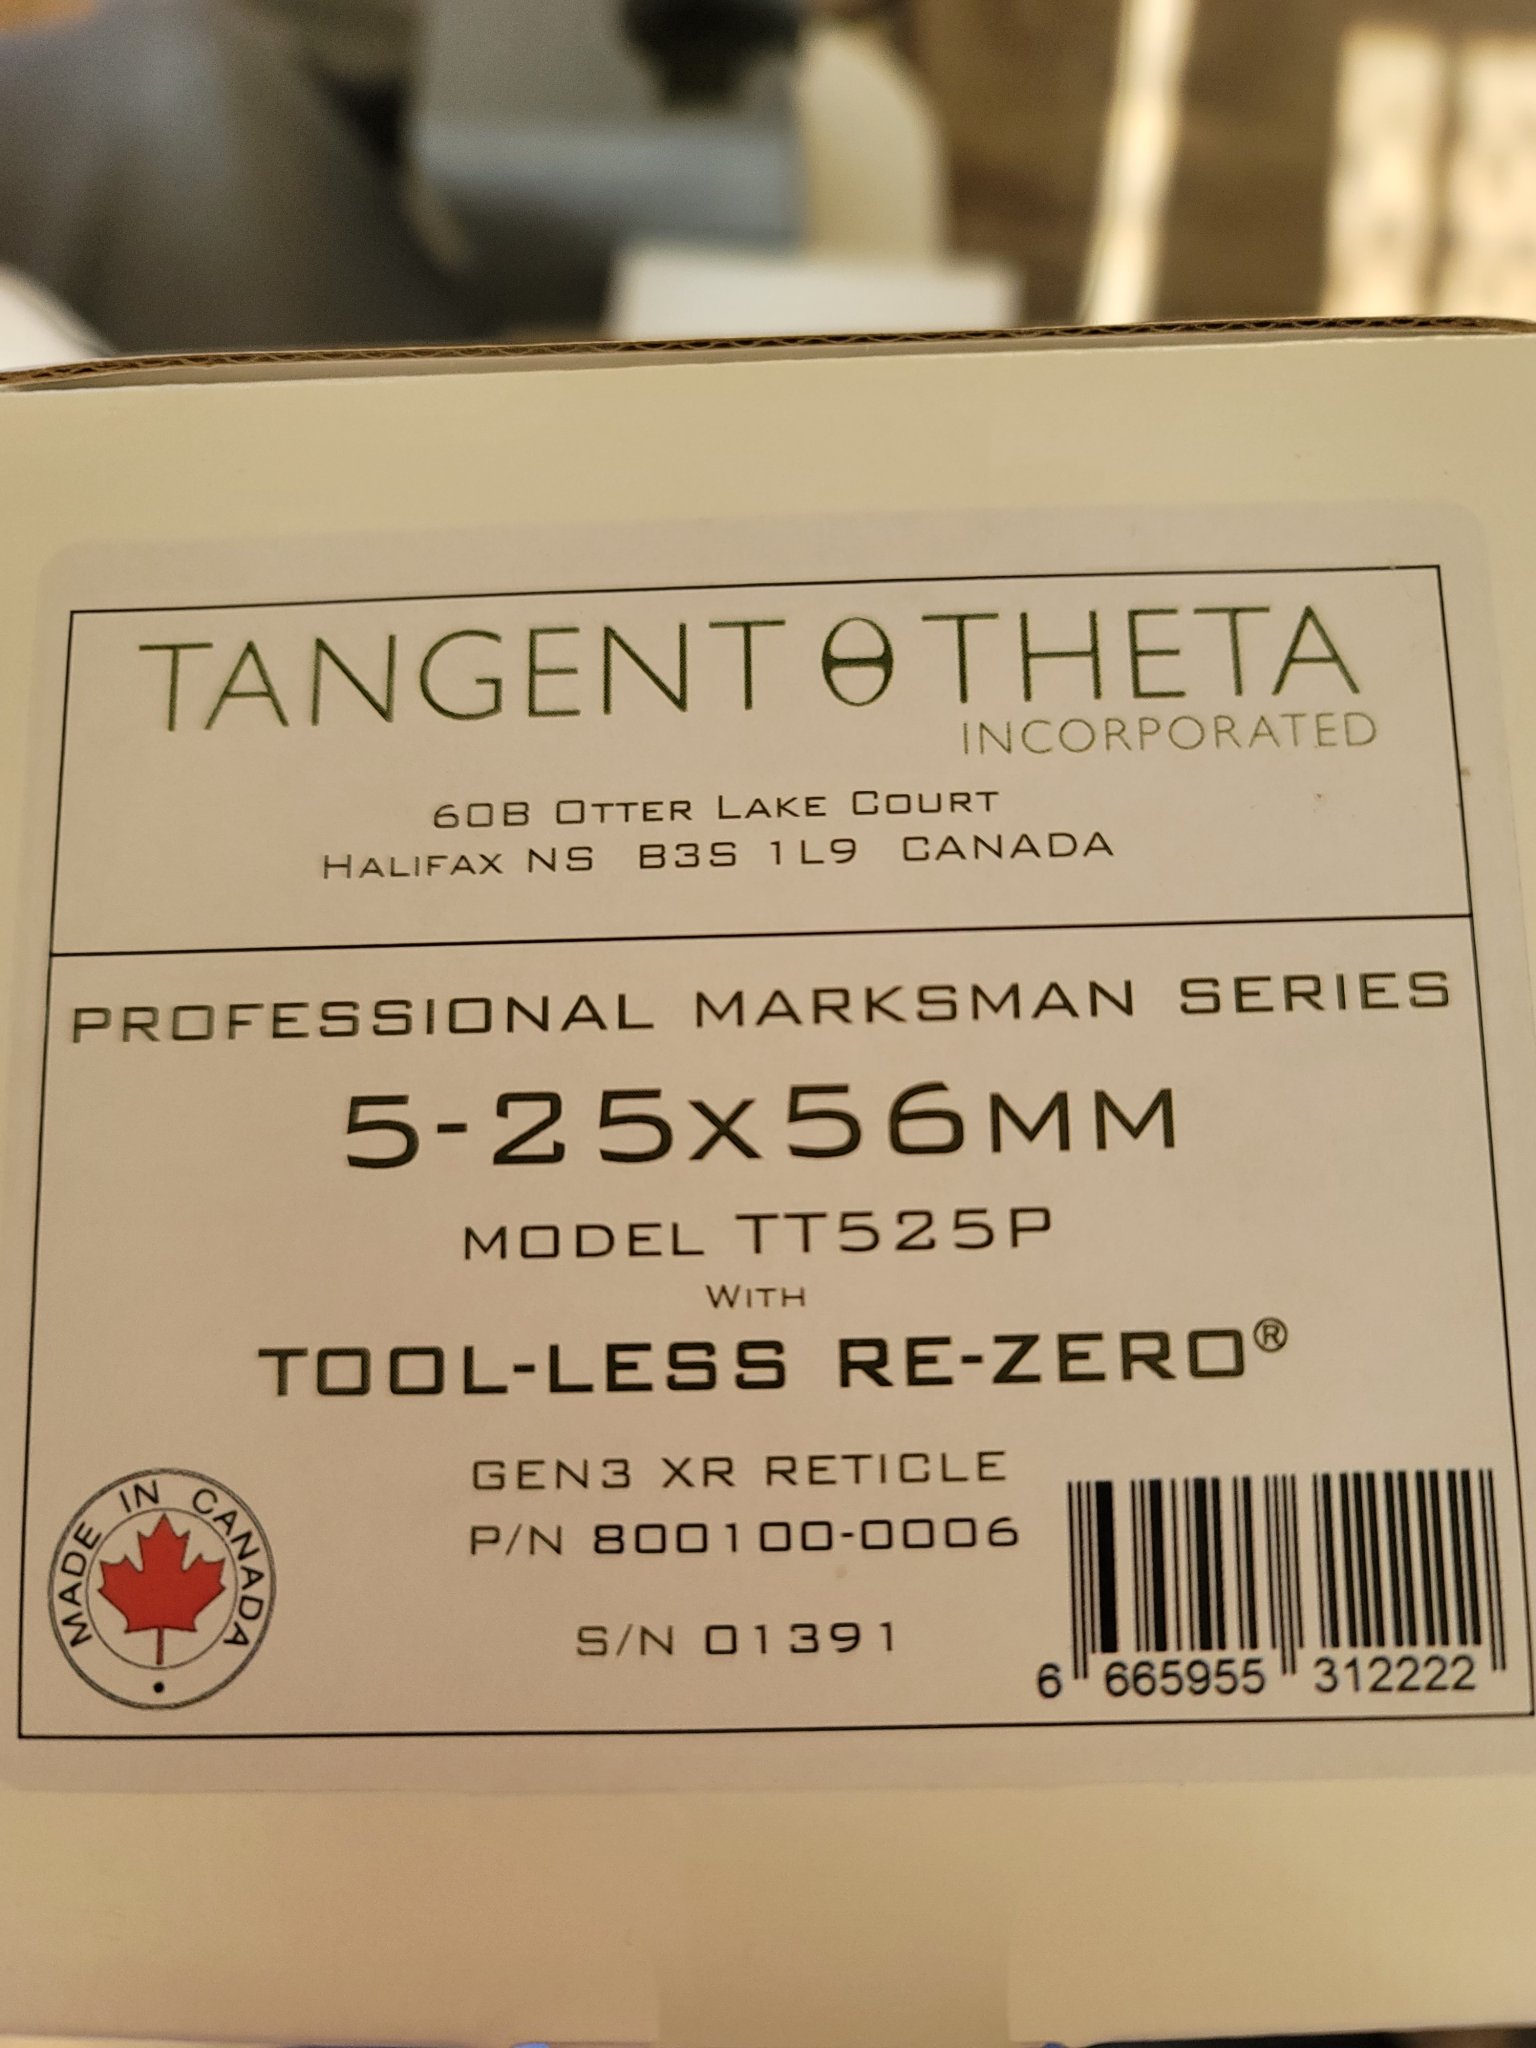 TANGENT θ THETA
INCORPORATED
60B OTTER LAKE COURT
HALIFAX NS B3S 1L9 CANADA
PROFESSIONAL MARKSMAN SERIES
5-25x56MM
MODEL TT525P
WITH
TOOL-LESS RE-ZERO®
GEN3 XR RETICLE
P/N 800100-0006
S/N 01391
MADE IN CANADA
6 665955 312222